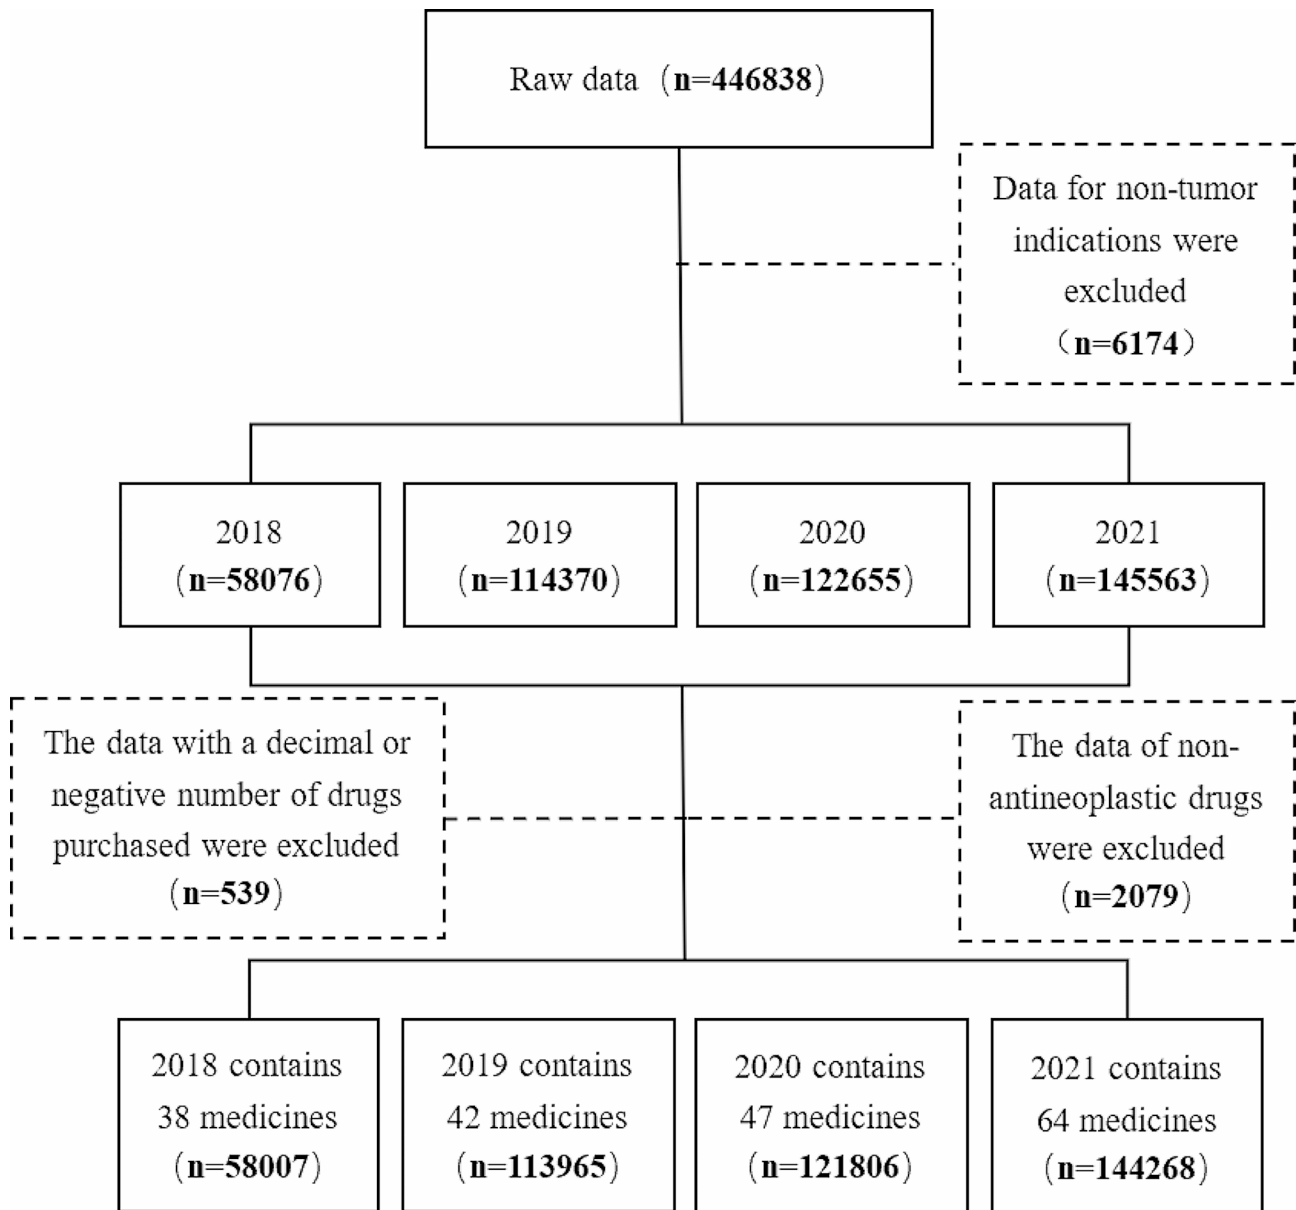 Raw data (n=446838)
Data for non-tumor
indications were
excluded
(n=6174)
2018
(n=58076)
2019
(n=114370)
2020
(n=122655)
2021
(n=145563)
The data with a decimal or
negative number of drugs
purchased were excluded
(n=539)
The data of non-
antineoplastic drugs
were excluded
(n=2079)
2018 contains
38 medicines
(n=58007)
2019 contains
42 medicines
(n=113965)
2020 contains
47 medicines
(n=121806)
2021 contains
64 medicines
(n=144268)